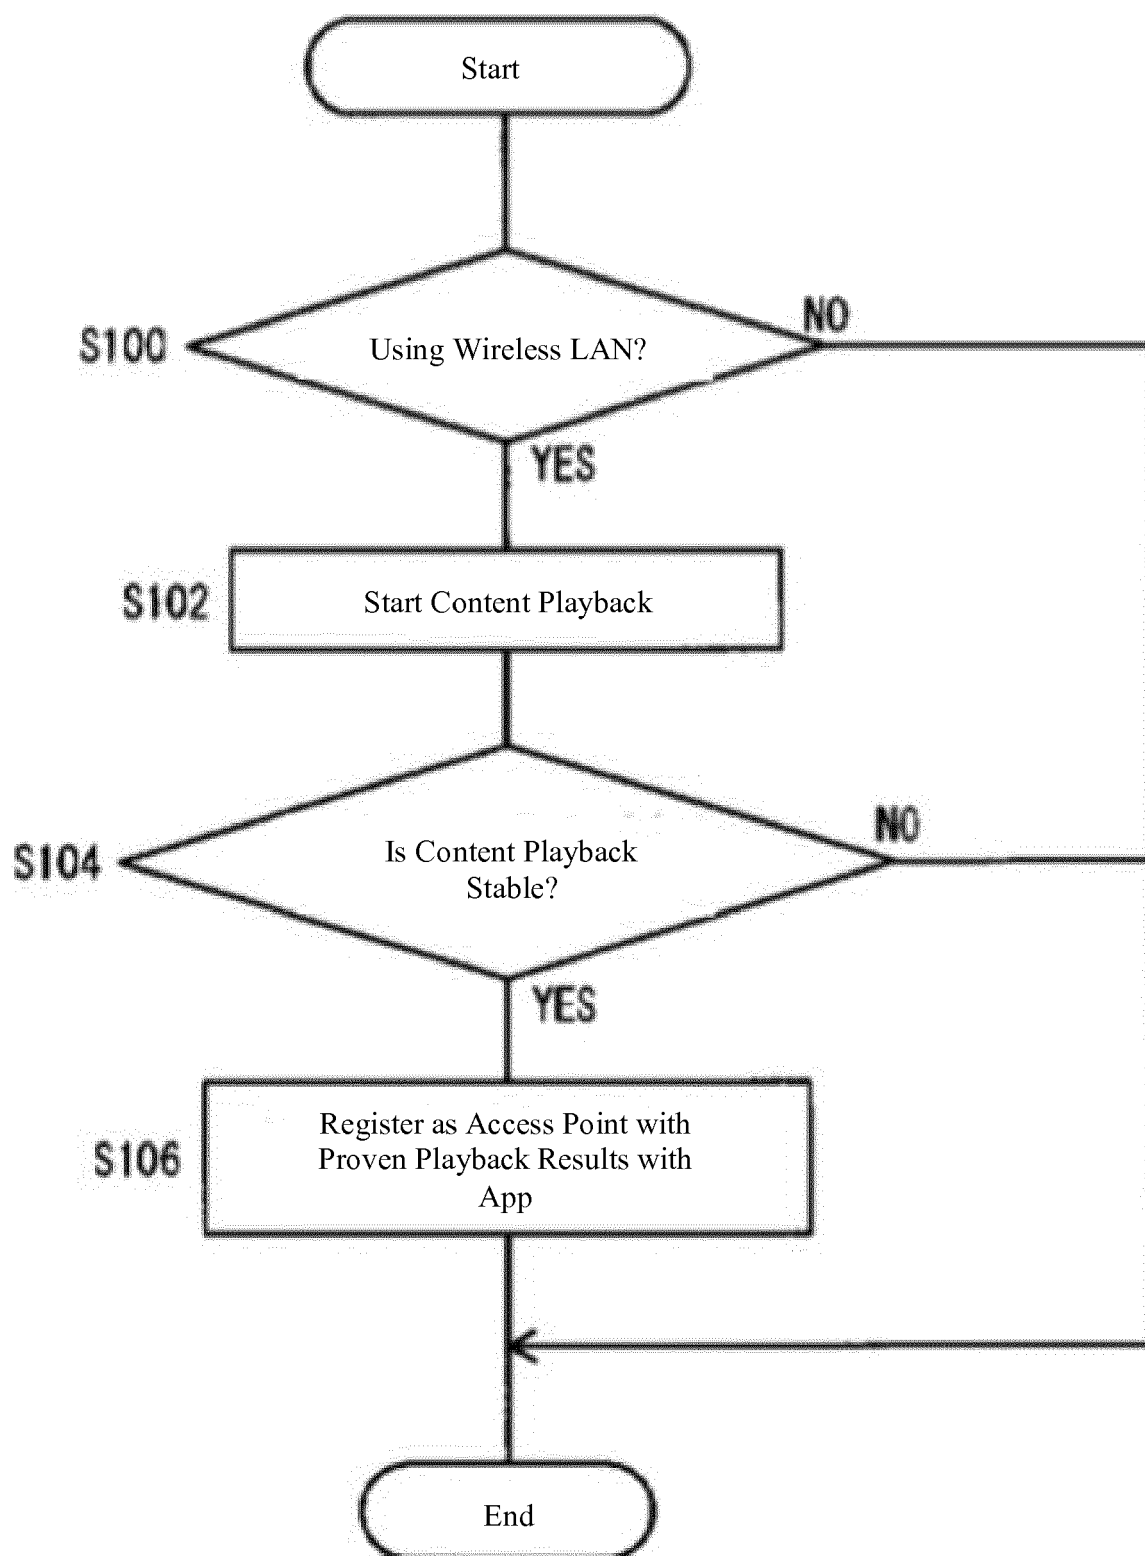 Start
NO
S100
Using Wireless LAN?
YES
S102
Start Content Playback
NO
S104
Is Content Playback
Stable?
YES
S106
Register as Access Point with
Proven Playback Results with
App
End